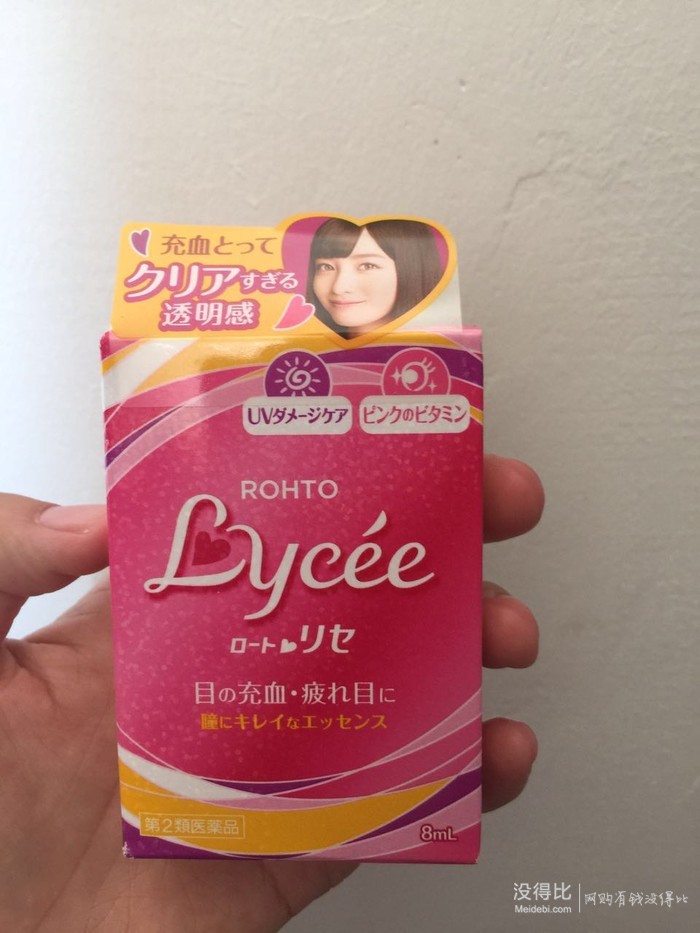 充血とって
クリアすぎる
透明感
UVダメージケア
ピンクのビタミン
ROHTO
Lycée
ロートリセ
目の充血・疲れ目に
瞳にキレイなエッセンス
第2類医薬品
8mL
没得比
Meidebi.com
网购有钱没得比